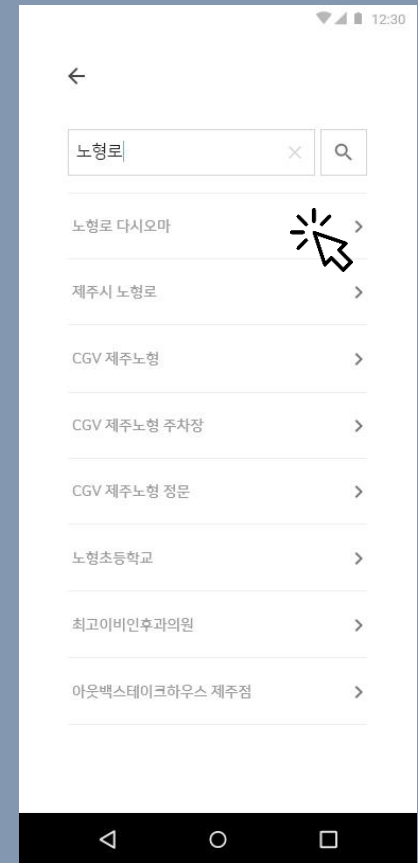 12:30
노형로
노형로 다시오마
제주시 노형로
CGV 제주노형
CGV 제주노형 주차장
CGV 제주노형 정문
노형초등학교
최고이비인후과의원
아웃백스테이크하우스 제주점